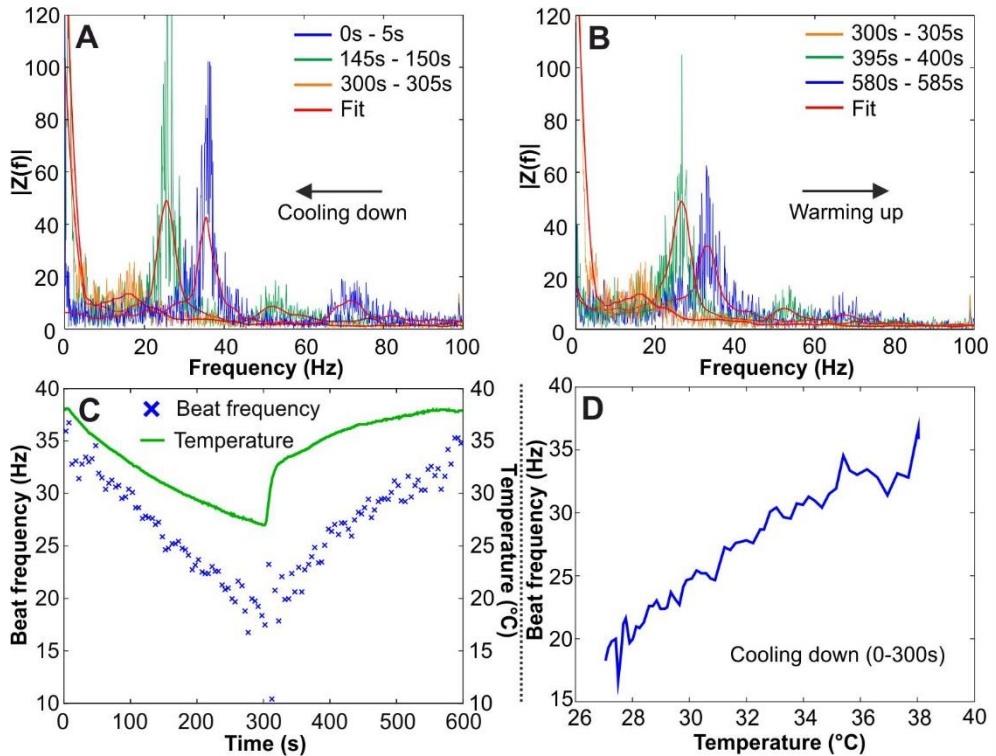 A
0s - 5s
145s - 150s
300s - 305s
Fit
Cooling down
|Z(f)|
120
100
80
60
40
20
0
0 20 40 60 80 100
Frequency (Hz)
B
300s - 305s
395s - 400s
580s - 585s
Fit
Warming up
|Z(f)|
120
100
80
60
40
20
0
0 20 40 60 80 100
Frequency (Hz)
C
Beat frequency
Temperature
Beat frequency (Hz)
40
35
30
25
20
15
10
0 100 200 300 400 500 600
Time (s)
40
35
30
25
20
15
10
Temperature (°C)
D
Beat frequency (Hz)
40
35
30
25
20
15
26 28 30 32 34 36 38 40
Temperature (°C)
Cooling down (0-300s)